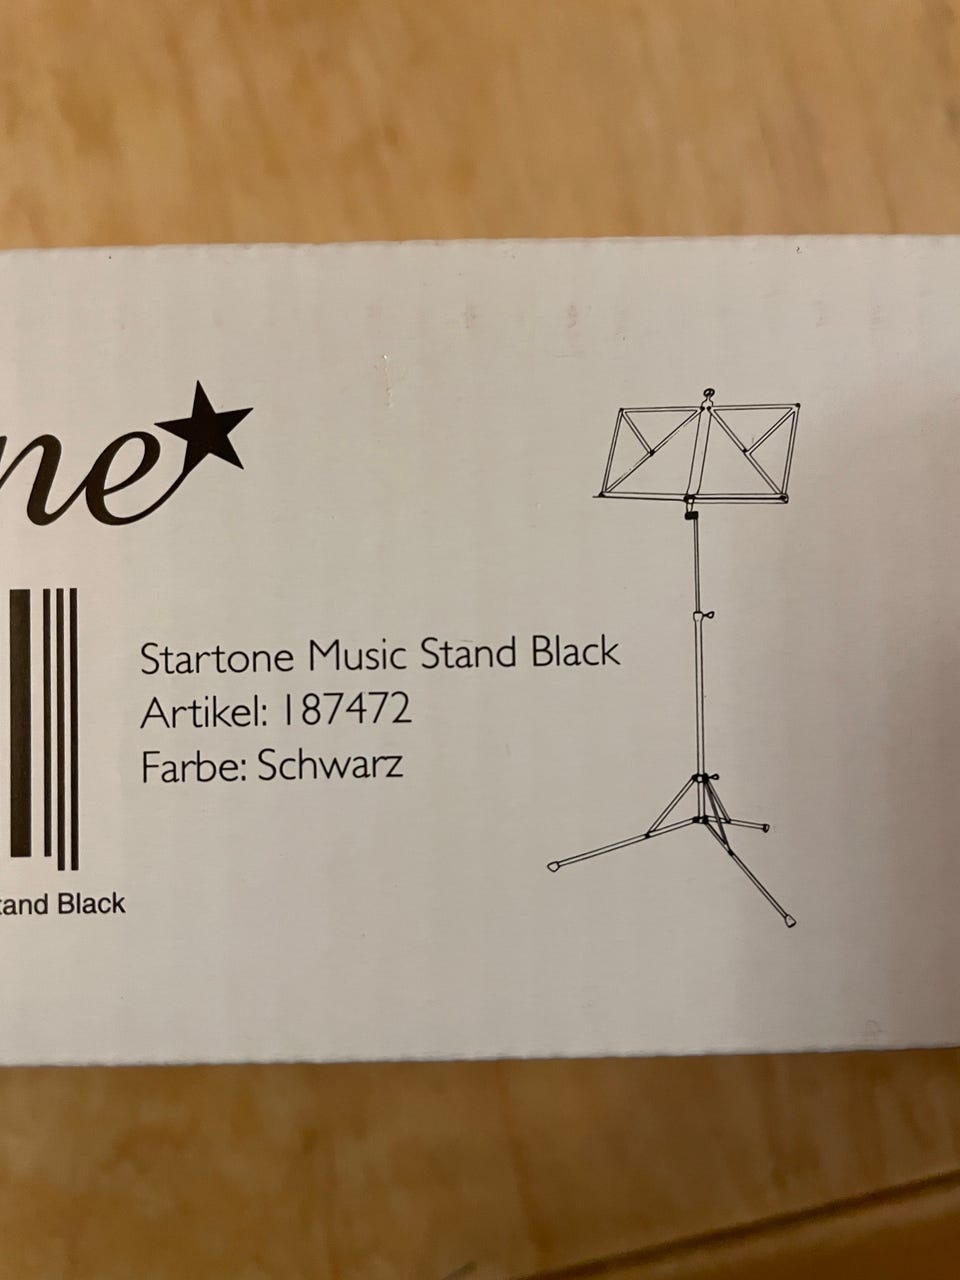 ne
Startone Music Stand Black
Artikel: 187472
Farbe: Schwarz
tand Black